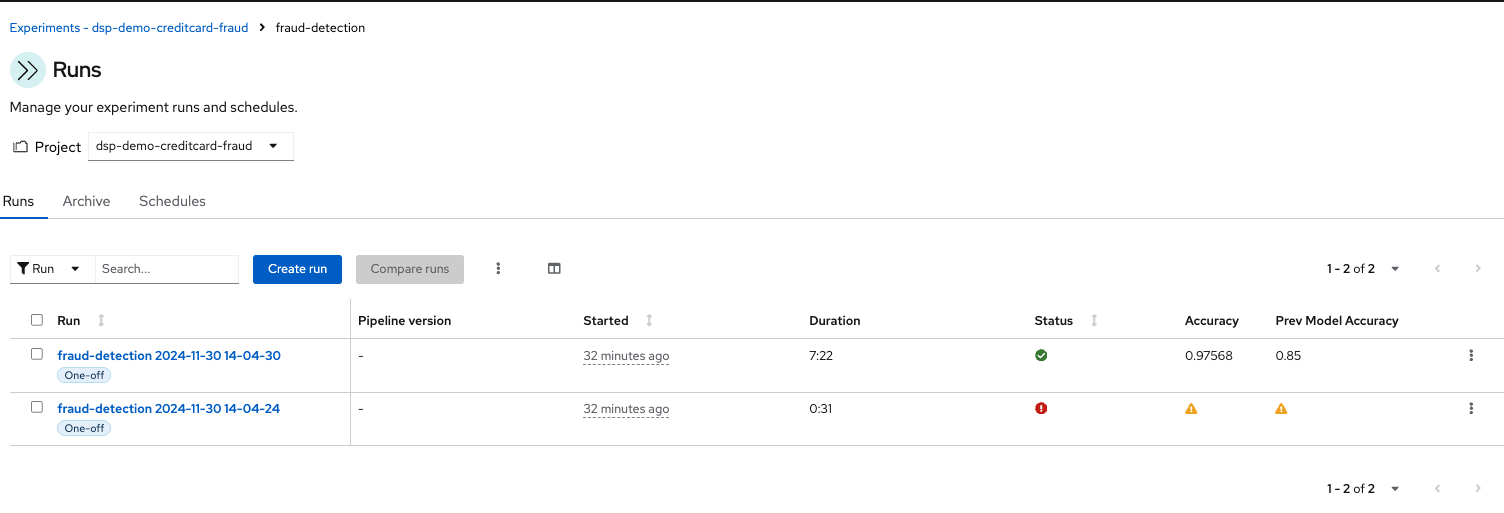 Experiments - dsp-demo-creditcard-fraud > fraud-detection
Runs
Manage your experiment runs and schedules.
Project dsp-demo-creditcard-fraud
Runs Archive Schedules
Run Search... Create run Compare runs 1 - 2 of 2
Run Pipeline version Started Duration Status Accuracy Prev Model Accuracy
fraud-detection 2024-11-30 14-04-30 - 32 minutes ago 7:22 0.97568 0.85
One-off
fraud-detection 2024-11-30 14-04-24 - 32 minutes ago 0:31
One-off
1 - 2 of 2